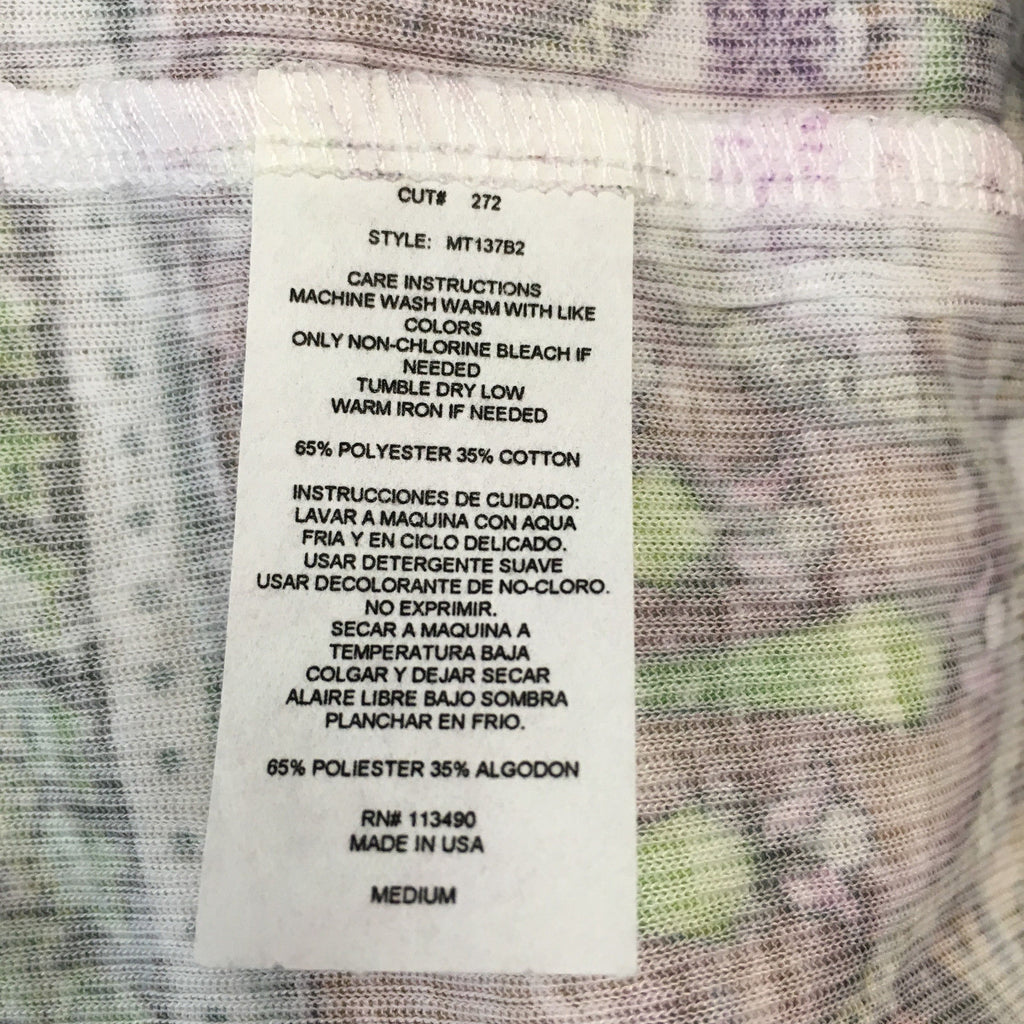 CUT# 272
STYLE: MT137B2
CARE INSTRUCTIONS
MACHINE WASH WARM WITH LIKE
COLORS
ONLY NON-CHLORINE BLEACH IF
NEEDED
TUMBLE DRY LOW
WARM IRON IF NEEDED
65% POLYESTER 35% COTTON
INSTRUCCIONES DE CUIDADO:
LAVAR A MAQUINA CON AQUA
FRIA Y EN CICLO DELICADO.
USAR DETERGENTE SUAVE
USAR DECOLORANTE DE NO-CLORO.
NO EXPRIMIR.
SECAR A MAQUINA A
TEMPERATURA BAJA
COLGAR Y DEJAR SECAR
ALAIRE LIBRE BAJO SOMBRA
PLANCHAR EN FRIO.
65% POLIESTER 35% ALGODON
RN# 113490
MADE IN USA
MEDIUM